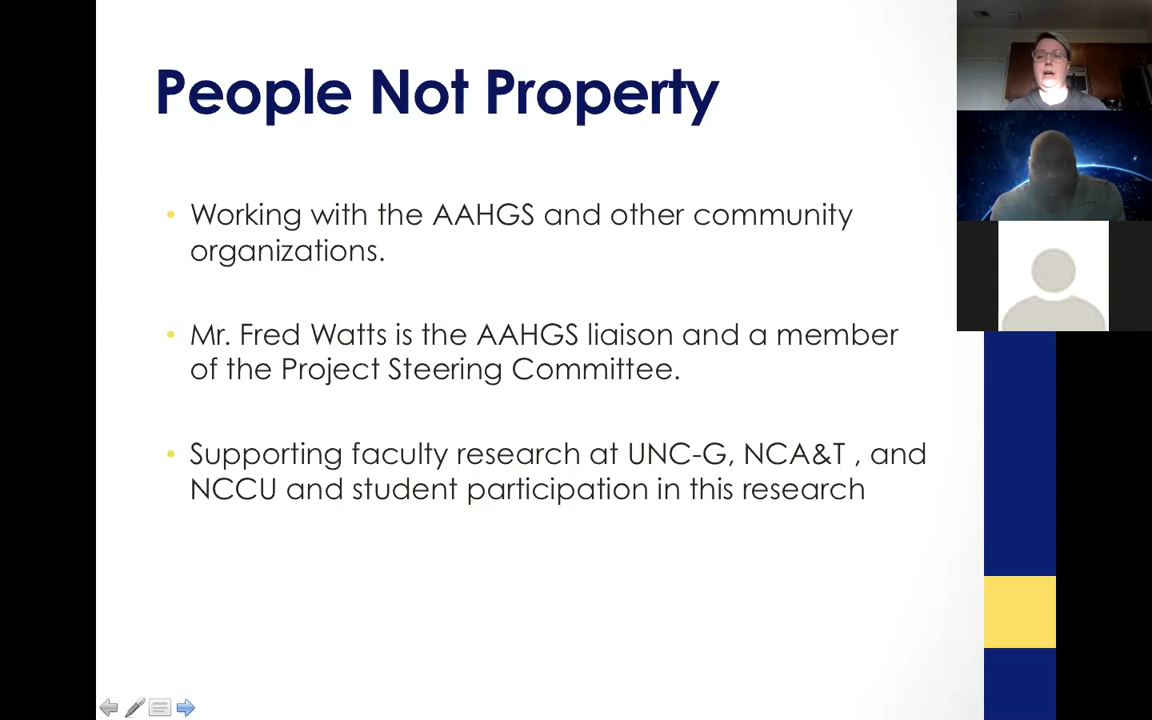 People Not Property
• Working with the AAHGS and other community
organizations.
• Mr. Fred Watts is the AAHGS liaison and a member
of the Project Steering Committee.
• Supporting faculty research at UNC-G, NCA&T , and
NCCU and student participation in this research